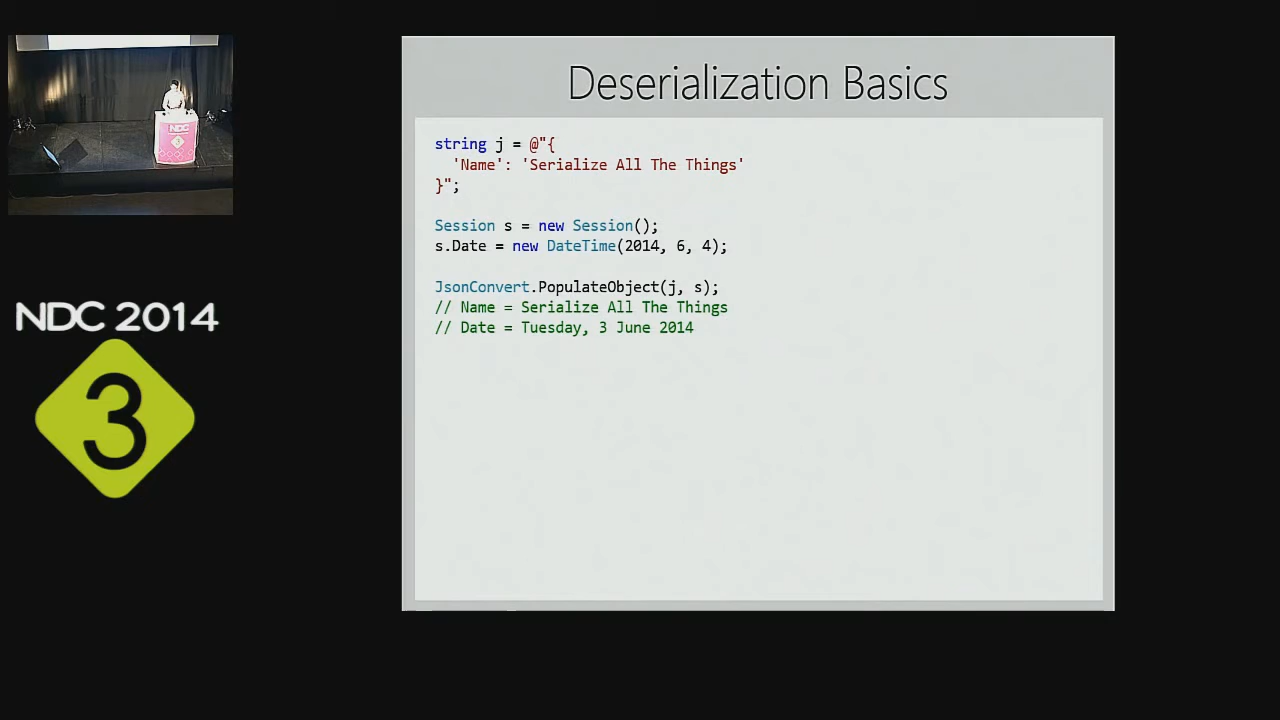 Deserialization Basics
string j = @"{
'Name': 'Serialize All The Things'
}";
Session s = new Session();
s.Date = new DateTime(2014, 6, 4);
JsonConvert.PopulateObject(j, s);
// Name = Serialize All The Things
// Date = Tuesday, 3 June 2014
NDC
NDC 2014
3